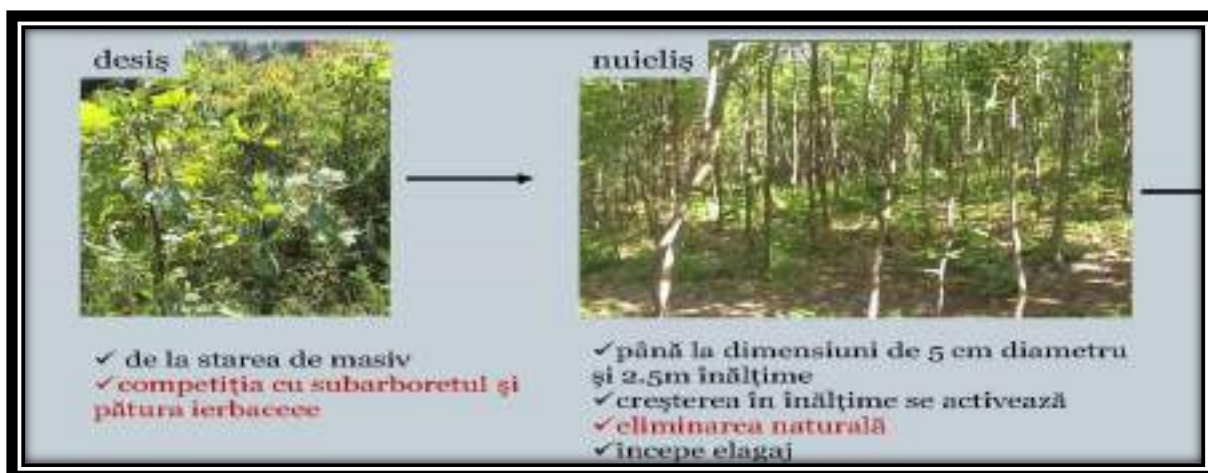 desiş
nuieliş
✓ de la starea de masiv
✓ competiţia cu subarboretul şi
pătura ierbaceee
✓ până la dimensiuni de 5 cm diametru
şi 2.5m înălţime
✓ creşterea în înălţime se activează
✓ eliminarea naturală
✓ începe elagaj